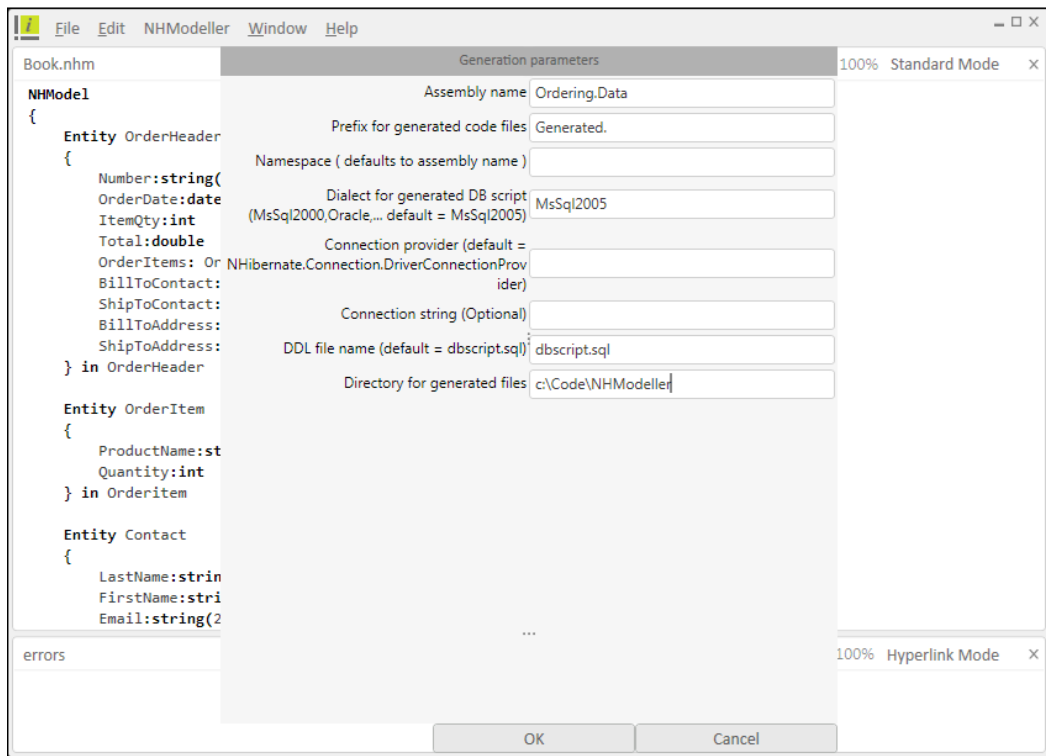 i File Edit NHModeller Window Help
Book.nhm
Generation parameters
100% Standard Mode
NHModel
{
Entity OrderHeader
{
Number:string(
OrderDate:date
ItemQty:int
Total:double
OrderItems: Or
BillToContact:
ShipToContact:
BillToAddress:
ShipToAddress:
} in OrderHeader
Entity OrderItem
{
ProductName:st
Quantity:int
} in Orderitem
Entity Contact
{
LastName:strin
FirstName:stri
Email:string(2
Assembly name Ordering.Data
Prefix for generated code files Generated.
Namespace ( defaults to assembly name )
Dialect for generated DB script
(MsSql2000,Oracle,... default = MsSql2005) MsSql2005
Connection provider (default =
NHibernate.Connection.DriverConnectionProv
ider)
Connection string (Optional)
DDL file name (default = dbscript.sql) dbscript.sql
Directory for generated files c:\Code\NHModeller
...
errors
100% Hyperlink Mode
OK Cancel